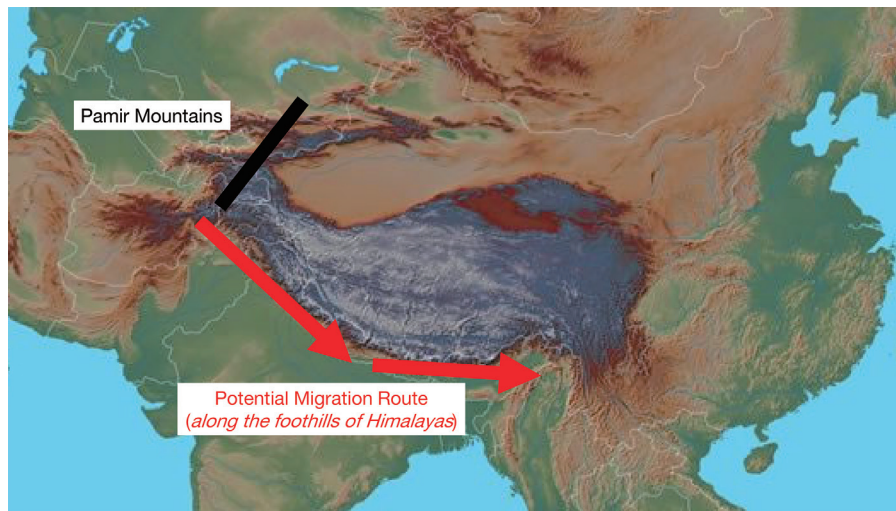 Pamir Mountains
Potential Migration Route
(along the foothills of Himalayas)